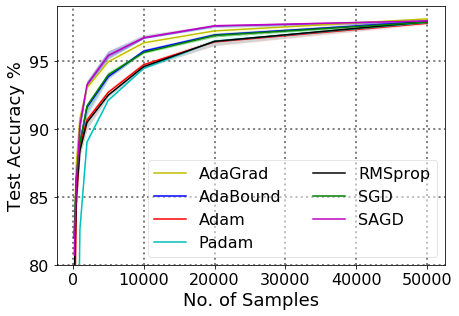 Test Accuracy %
95
90
85
80
AdaGrad
AdaBound
Adam
Padam
RMSprop
SGD
SAGD
0 10000 20000 30000 40000 50000
No. of Samples